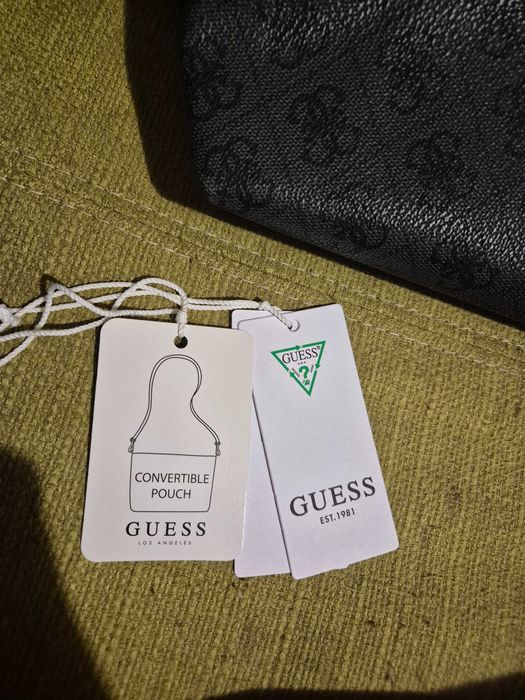 CONVERTIBLE
POUCH
GUESS
LOS ANGELES
GUESS®
?
GUESS
EST.1981